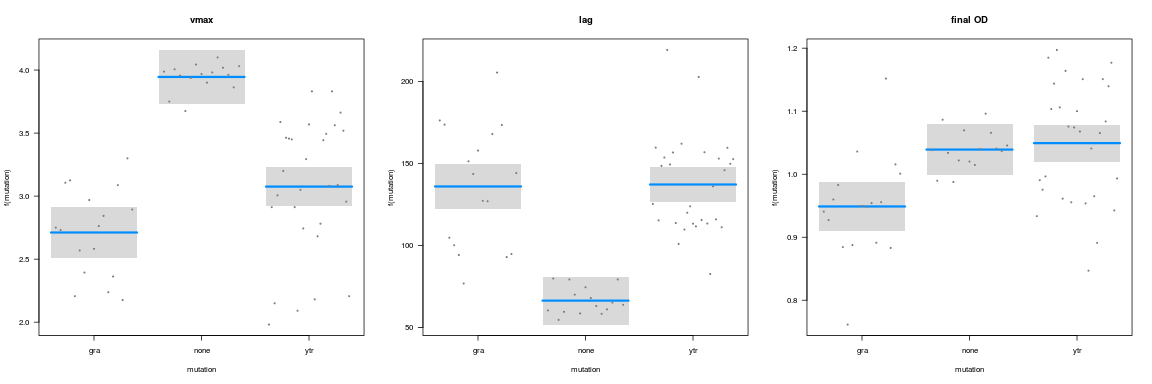 vmax
4.0
3.5
3.0
2.5
2.0
f(mutation)
gra none ytr
mutation
lag
200
150
100
50
f(mutation)
gra none ytr
mutation
final OD
1.2
1.1
1.0
0.9
0.8
f(mutation)
gra none ytr
mutation